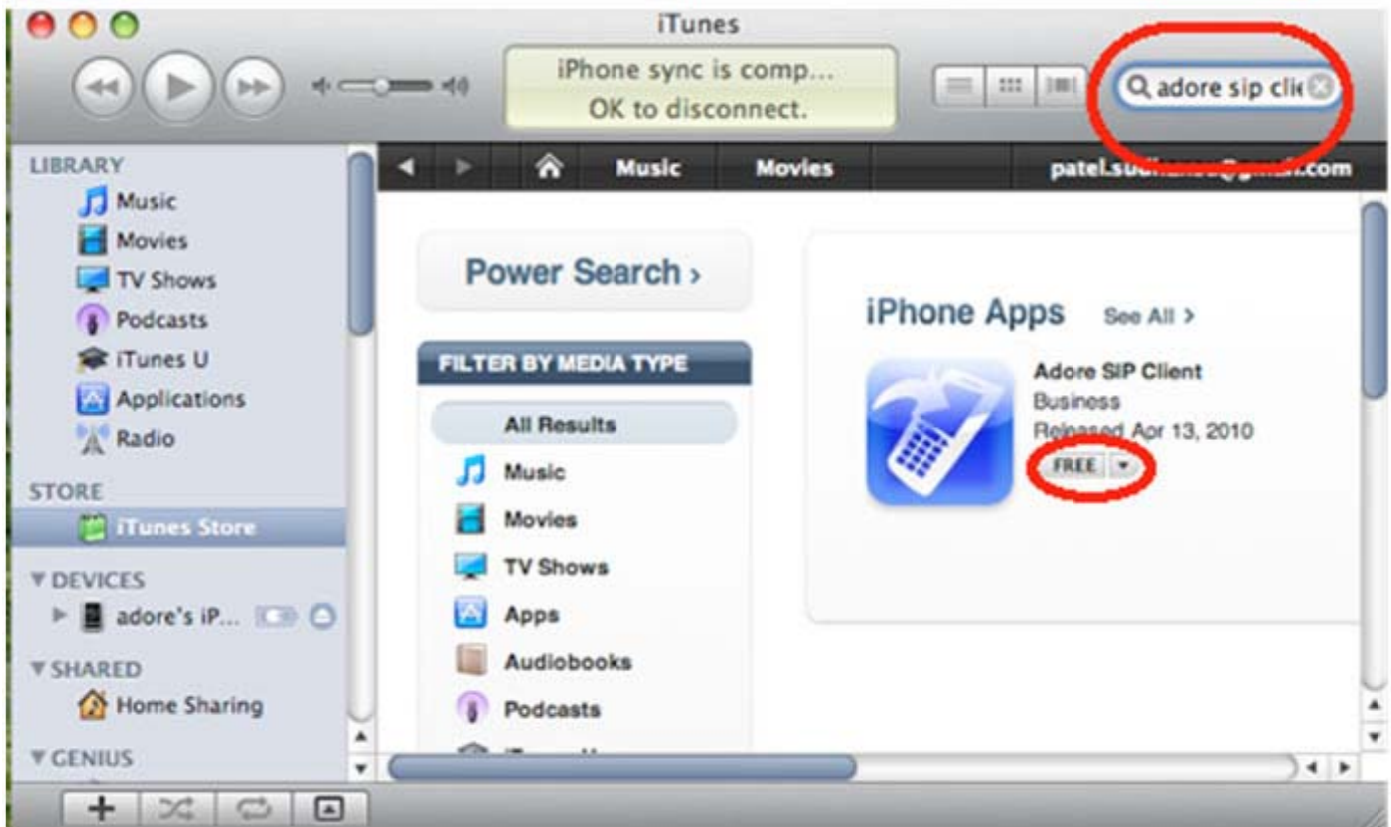 iTunes
iPhone sync is comp...
OK to disconnect.
adore sip clie
LIBRARY
Music
Movies
TV Shows
Podcasts
iTunes U
Applications
Radio
STORE
iTunes Store
DEVICES
adore's iP...
SHARED
Home Sharing
GENIUS
Music
Movies
Power Search ›
FILTER BY MEDIA TYPE
All Results
Music
Movies
TV Shows
Apps
Audiobooks
Podcasts
iPhone Apps See All ›
Adore SIP Client
Business
Released Apr 13, 2010
FREE